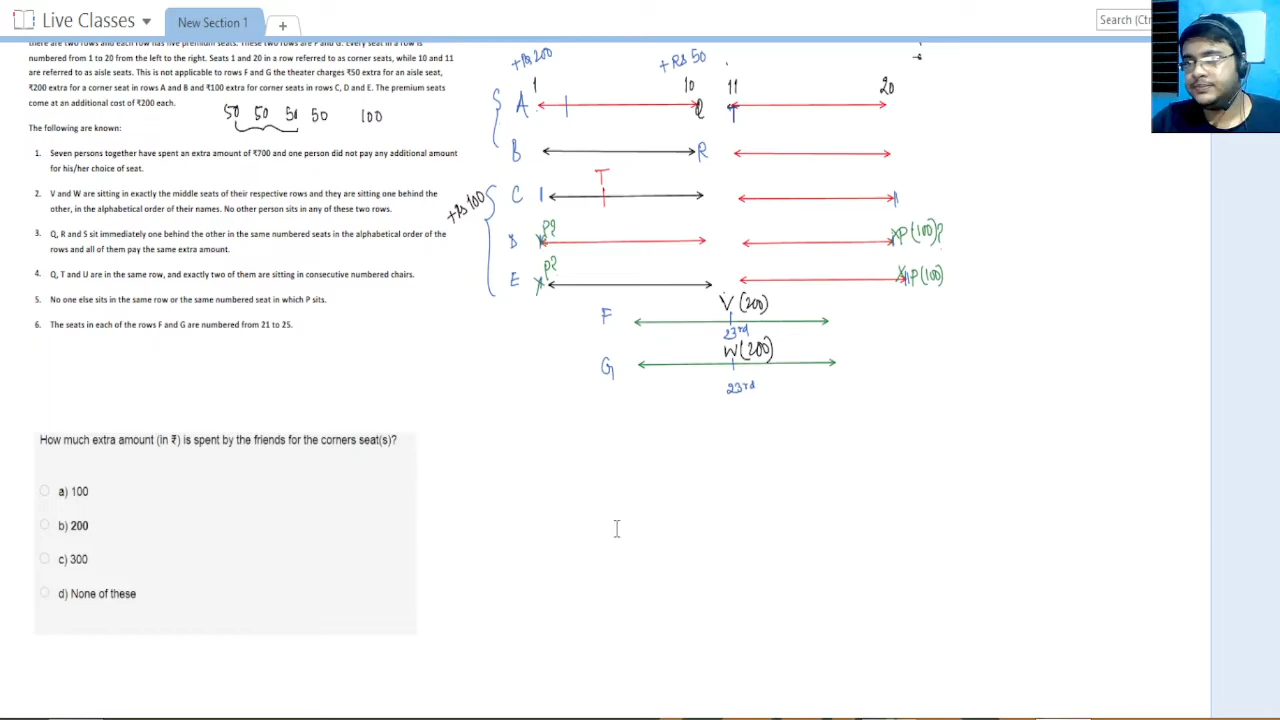 Live Classes
New Section 1
+
Search (Ctr
there are two rows and each row has five premium seats. These two rows are F and G. Every seat in a row is
numbered from 1 to 20 from the left to the right. Seats 1 and 20 in a row referred to as corner seats, while 10 and 11
are referred to as aisle seats. This is not applicable to rows F and G the theater charges ₹50 extra for an aisle seat,
₹200 extra for a corner seat in rows A and B and ₹100 extra for corner seats in rows C, D and E. The premium seats
come at an additional cost of ₹200 each.
50 50 50 50 100
The following are known:
1. Seven persons together have spent an extra amount of ₹700 and one person did not pay any additional amount
for his/her choice of seat.
2. V and W are sitting in exactly the middle seats of their respective rows and they are sitting one behind the
other, in the alphabetical order of their names. No other person sits in any of these two rows.
3. Q, R and S sit immediately one behind the other in the same numbered seats in the alphabetical order of the
rows and all of them pay the same extra amount.
4. Q, T and U are in the same row, and exactly two of them are sitting in consecutive numbered chairs.
5. No one else sits in the same row or the same numbered seat in which P sits.
6. The seats in each of the rows F and G are numbered from 21 to 25.
+Rs 200 +Rs 50
1 10 11 20
A Q T
B R
+Rs 100
C T
D P? P(100)?
E P? P(100)
V(200)
F 23rd
W(200)
G 23rd
How much extra amount (in ₹) is spent by the friends for the corners seat(s)?
a) 100
b) 200
c) 300
d) None of these